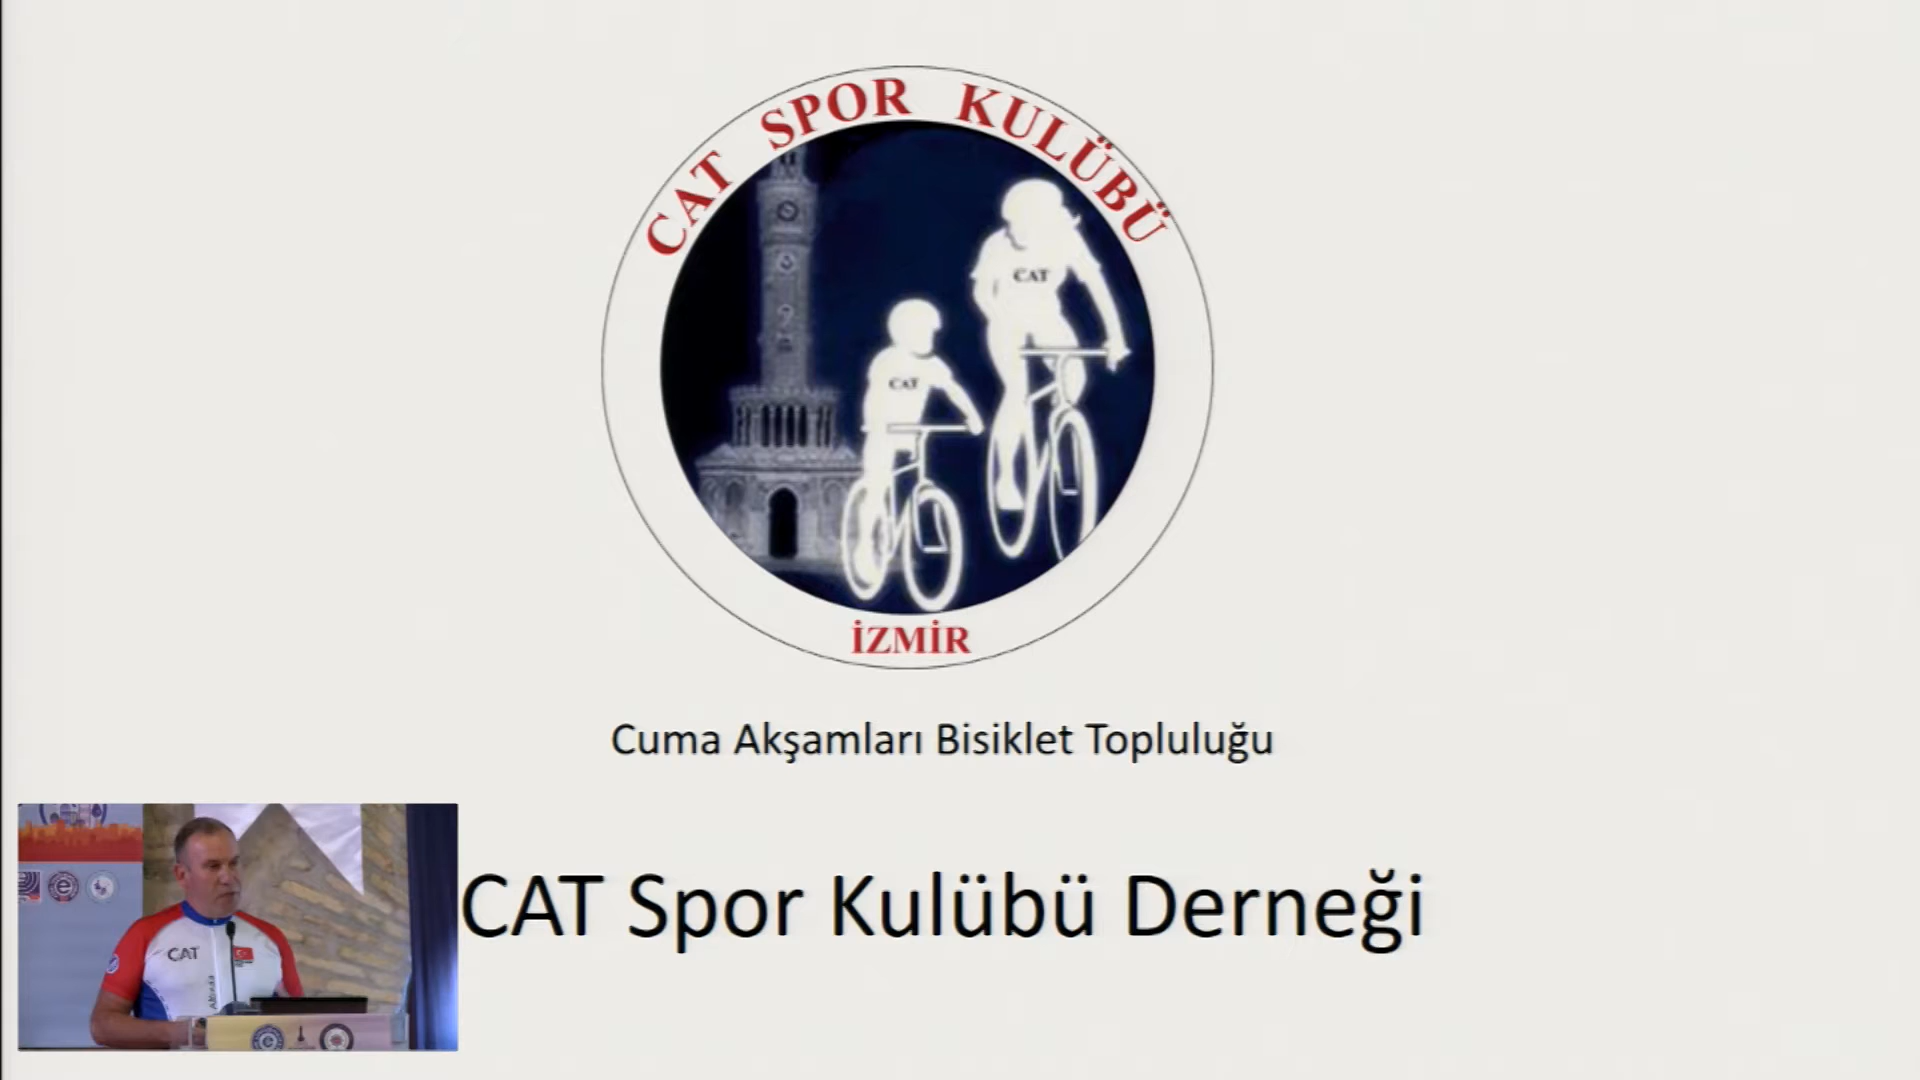 CAT SPOR KULÜBÜ
CAT
CAT
İZMİR
Cuma Akşamları Bisiklet Topluluğu
CAT Spor Kulübü Derneği
CAT